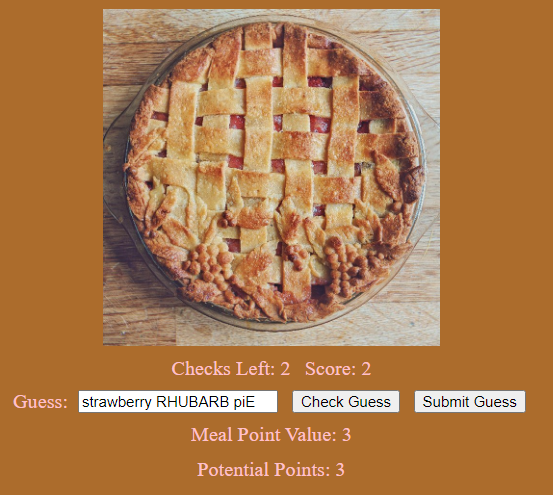 Checks Left: 2 Score: 2
Guess: strawberry RHUBARB piE Check Guess Submit Guess
Meal Point Value: 3
Potential Points: 3